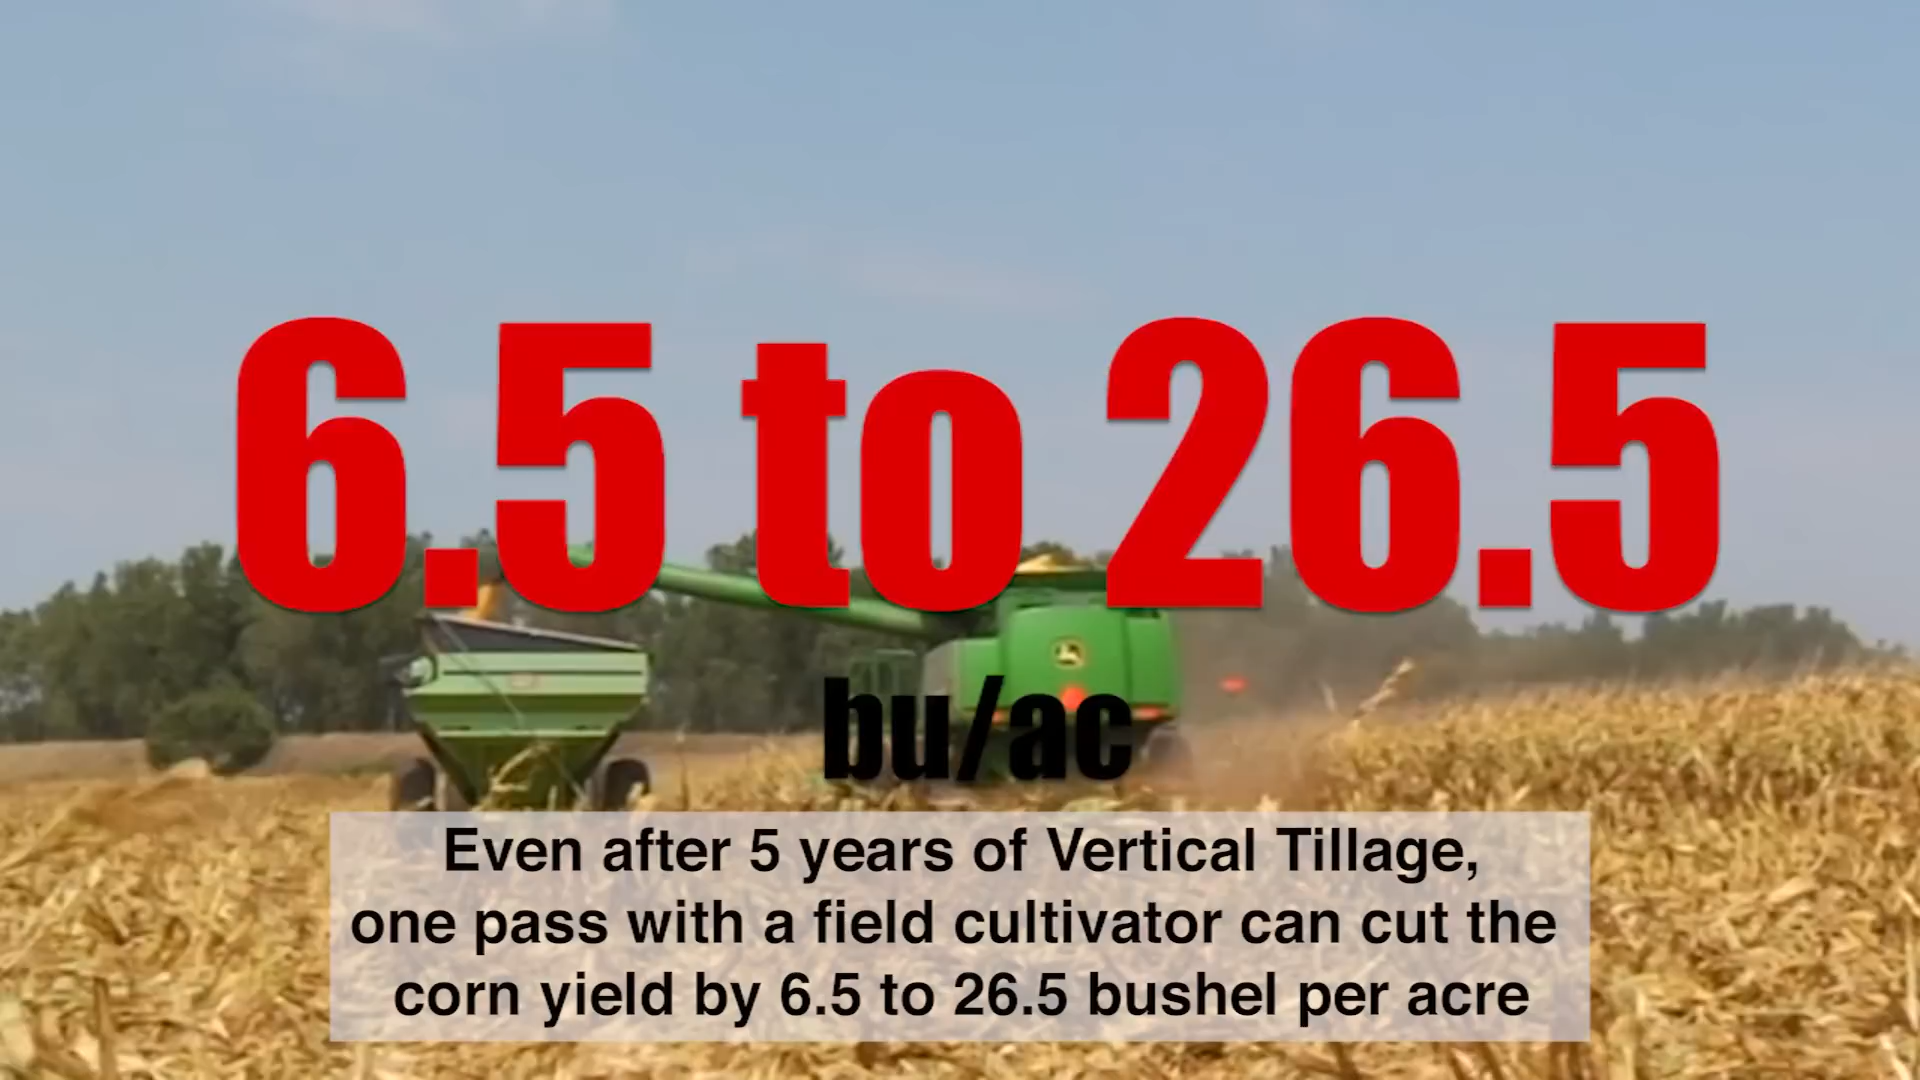 6.5 to 26.5
bu/ac
Even after 5 years of Vertical Tillage,
one pass with a field cultivator can cut the
corn yield by 6.5 to 26.5 bushel per acre